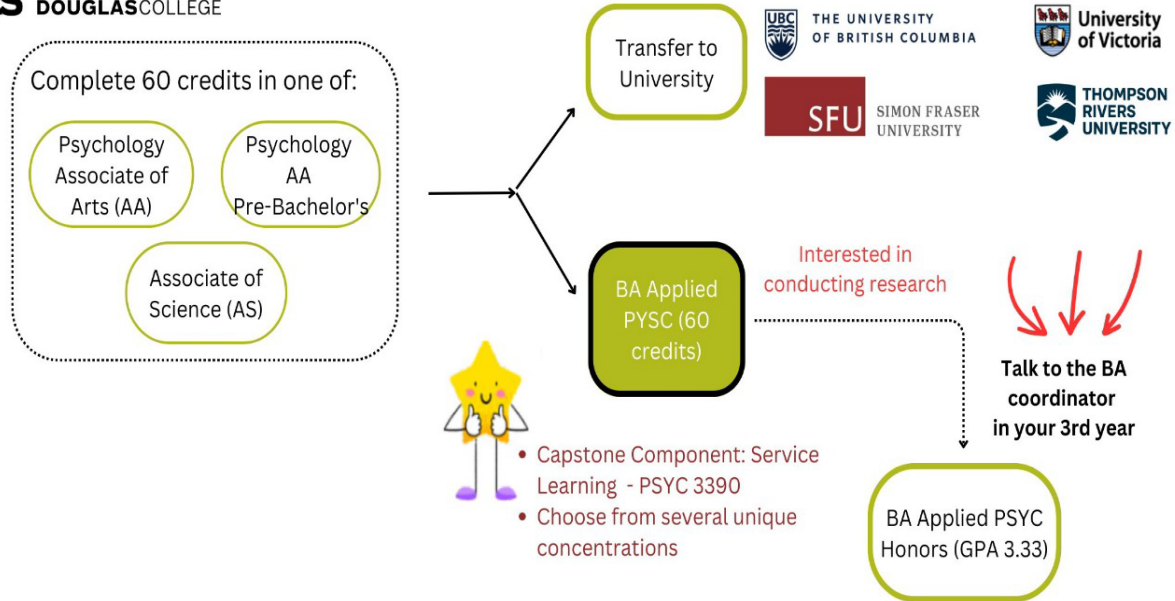 DOUGLASCOLLEGE
Complete 60 credits in one of:
Psychology
Associate of
Arts (AA)
Psychology
AA
Pre-Bachelor's
Associate of
Science (AS)
Transfer to
University
UBC
THE UNIVERSITY
OF BRITISH COLUMBIA
University
of Victoria
SFU
SIMON FRASER
UNIVERSITY
THOMPSON
RIVERS
UNIVERSITY
BA Applied
PYSC (60
credits)
Interested in
conducting research
Talk to the BA
coordinator
in your 3rd year
• Capstone Component: Service
Learning - PSYC 3390
• Choose from several unique
concentrations
BA Applied PSYC
Honors (GPA 3.33)